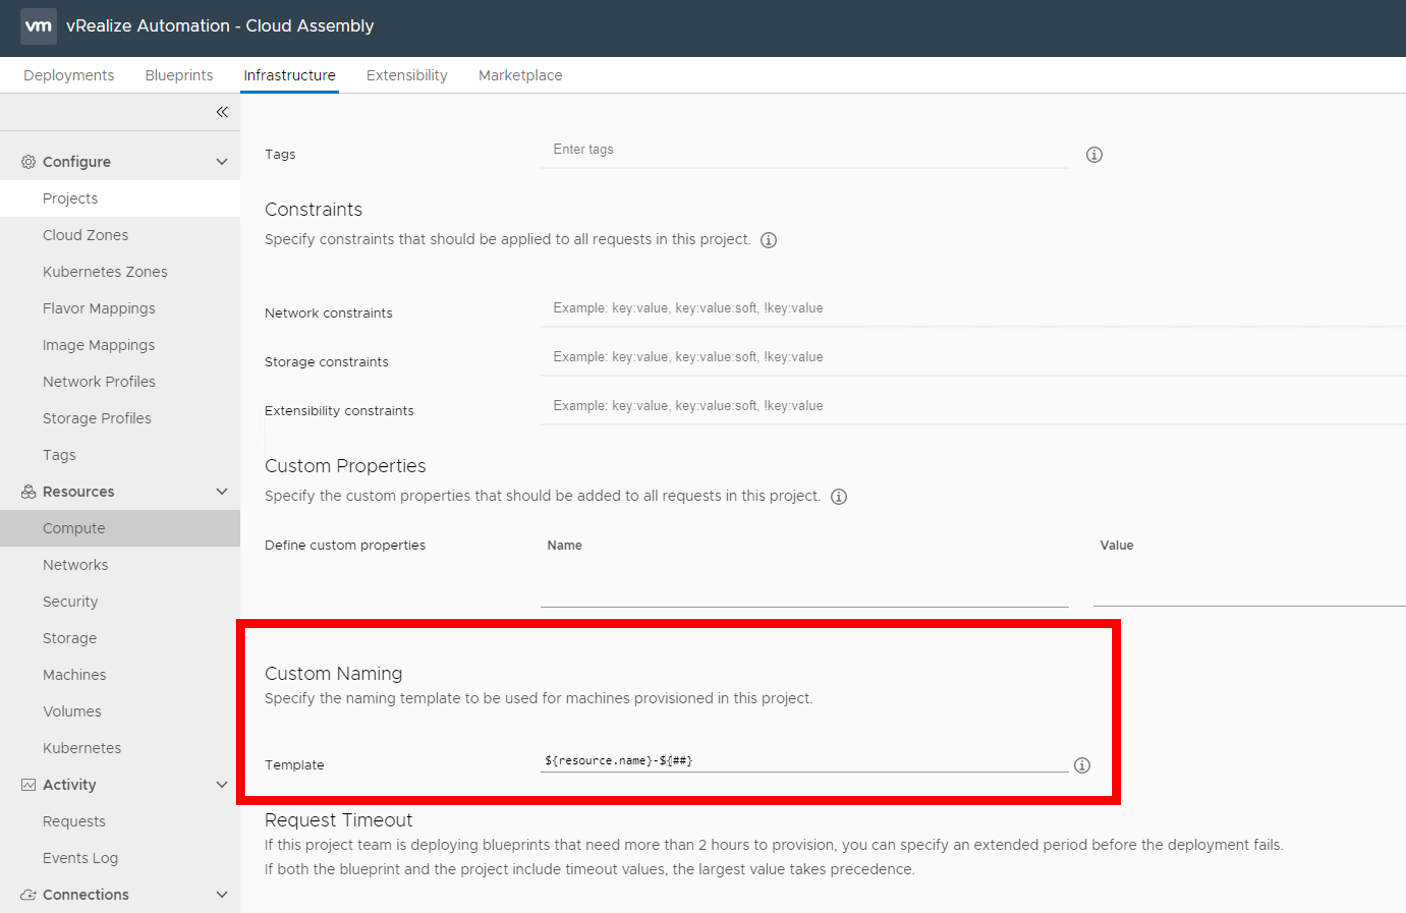 vm vRealize Automation - Cloud Assembly
Deployments Blueprints Infrastructure Extensibility Marketplace
Configure
Projects
Cloud Zones
Kubernetes Zones
Flavor Mappings
Image Mappings
Network Profiles
Storage Profiles
Tags
Resources
Compute
Networks
Security
Storage
Machines
Volumes
Kubernetes
Activity
Requests
Events Log
Connections
Tags Enter tags
Constraints
Specify constraints that should be applied to all requests in this project.
Network constraints Example: key:value, key:value:soft, !key:value
Storage constraints Example: key:value, key:value:soft, !key:value
Extensibility constraints Example: key:value, key:value:soft, !key:value
Custom Properties
Specify the custom properties that should be added to all requests in this project.
Define custom properties Name Value
Custom Naming
Specify the naming template to be used for machines provisioned in this project.
Template ${resource.name}-${##}
Request Timeout
If this project team is deploying blueprints that need more than 2 hours to provision, you can specify an extended period before the deployment fails.
If both the blueprint and the project include timeout values, the largest value takes precedence.